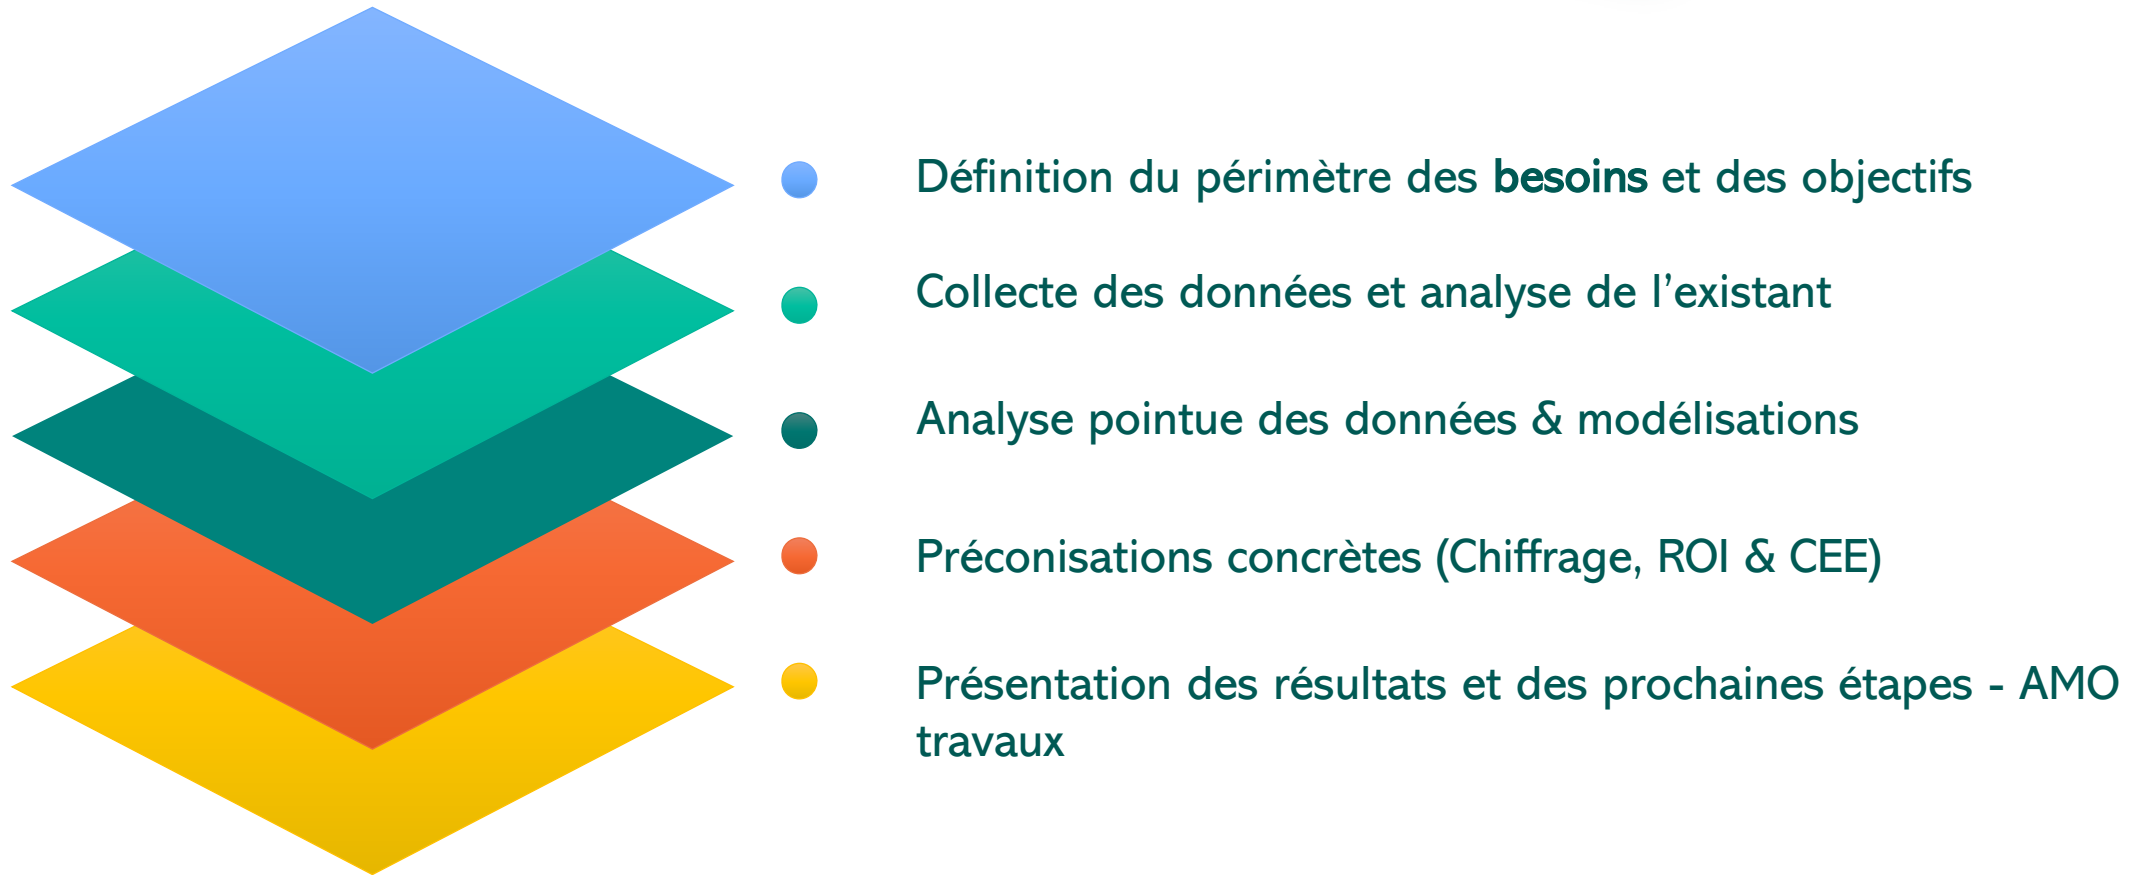 Définition du périmètre des besoins et des objectifs
Collecte des données et analyse de l’existant
Analyse pointue des données & modélisations
Préconisations concrètes (Chiffrage, ROI & CEE)
Présentation des résultats et des prochaines étapes - AMO
travaux